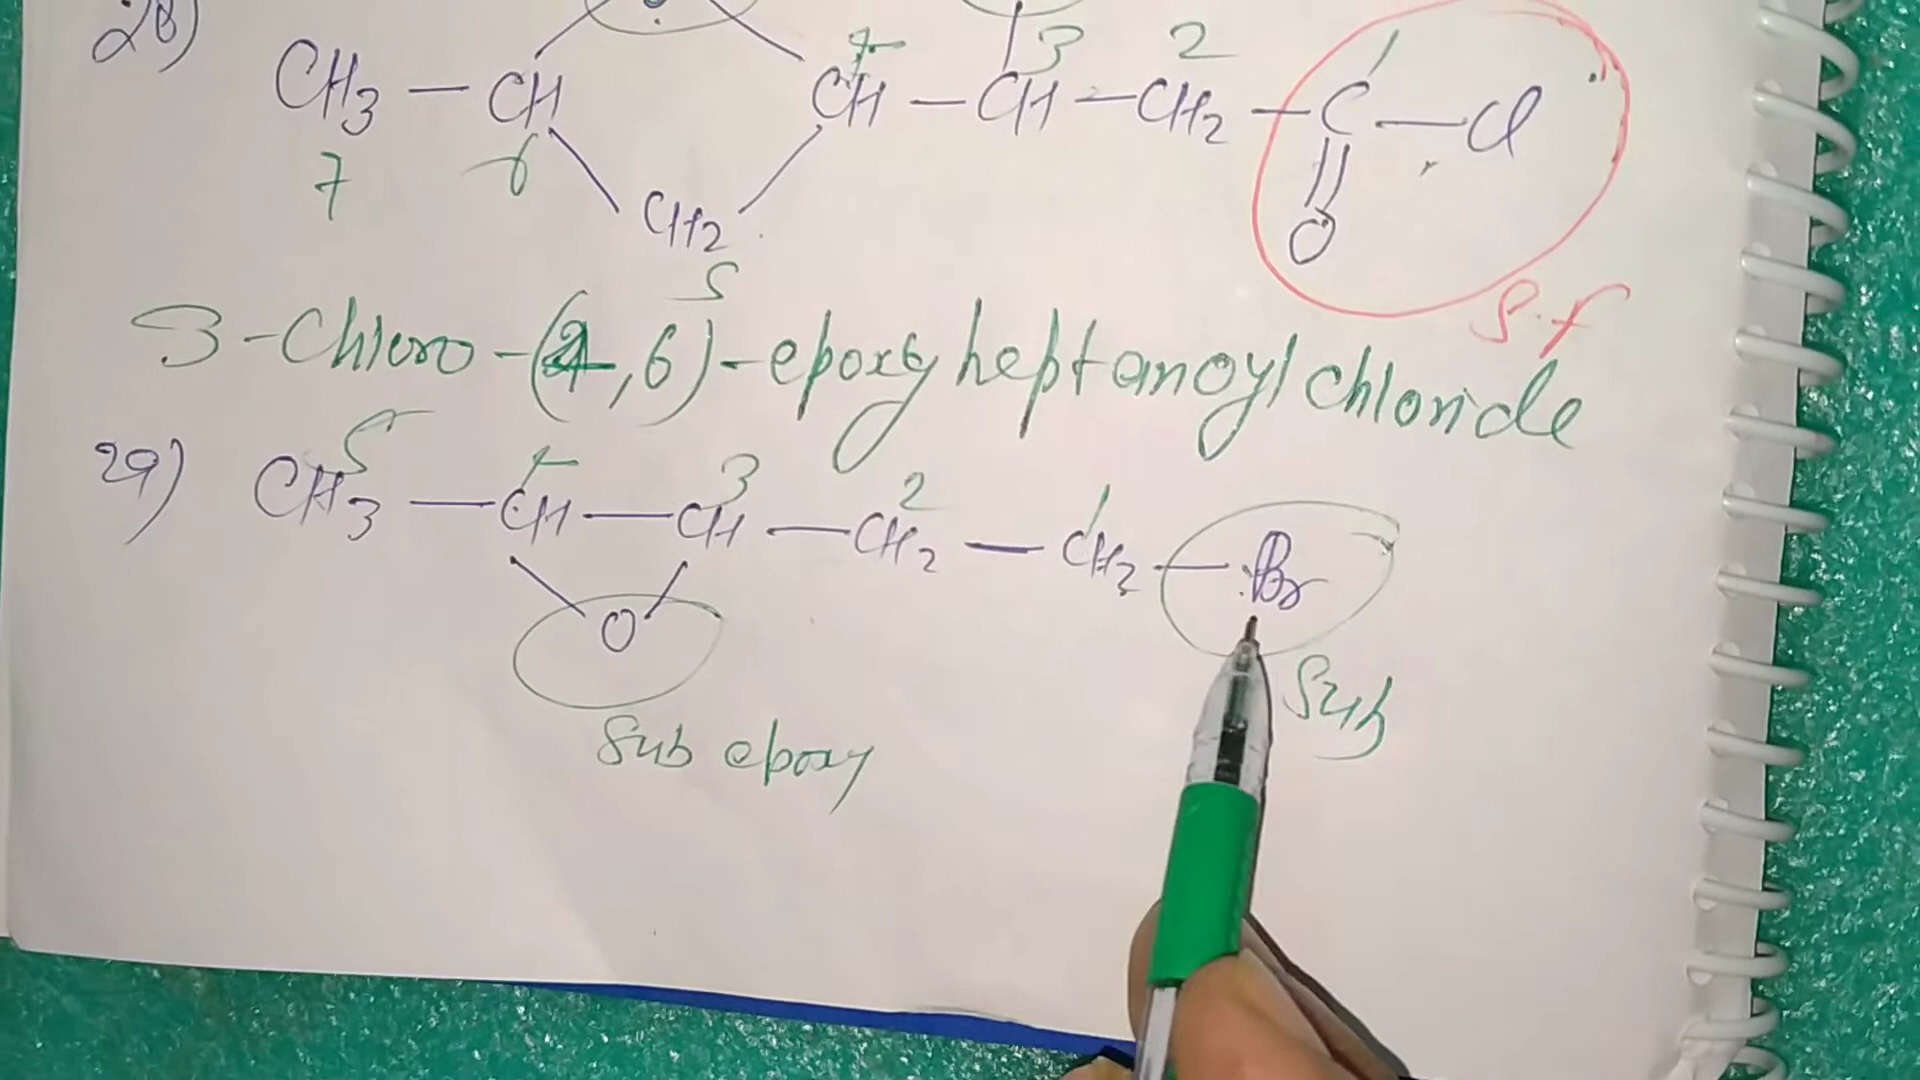 28)
4 3 2 1
CH3 — CH CH — CH — CH2 — C — Cl
7 6 CH2 O
5 S.f
3-Chloro-(4,6)-epoxy heptanoyl chloride
5 4 3 2 1
29) CH3 — CH — CH — CH2 — CH2 — Br
O
Sub
Sub epoxy